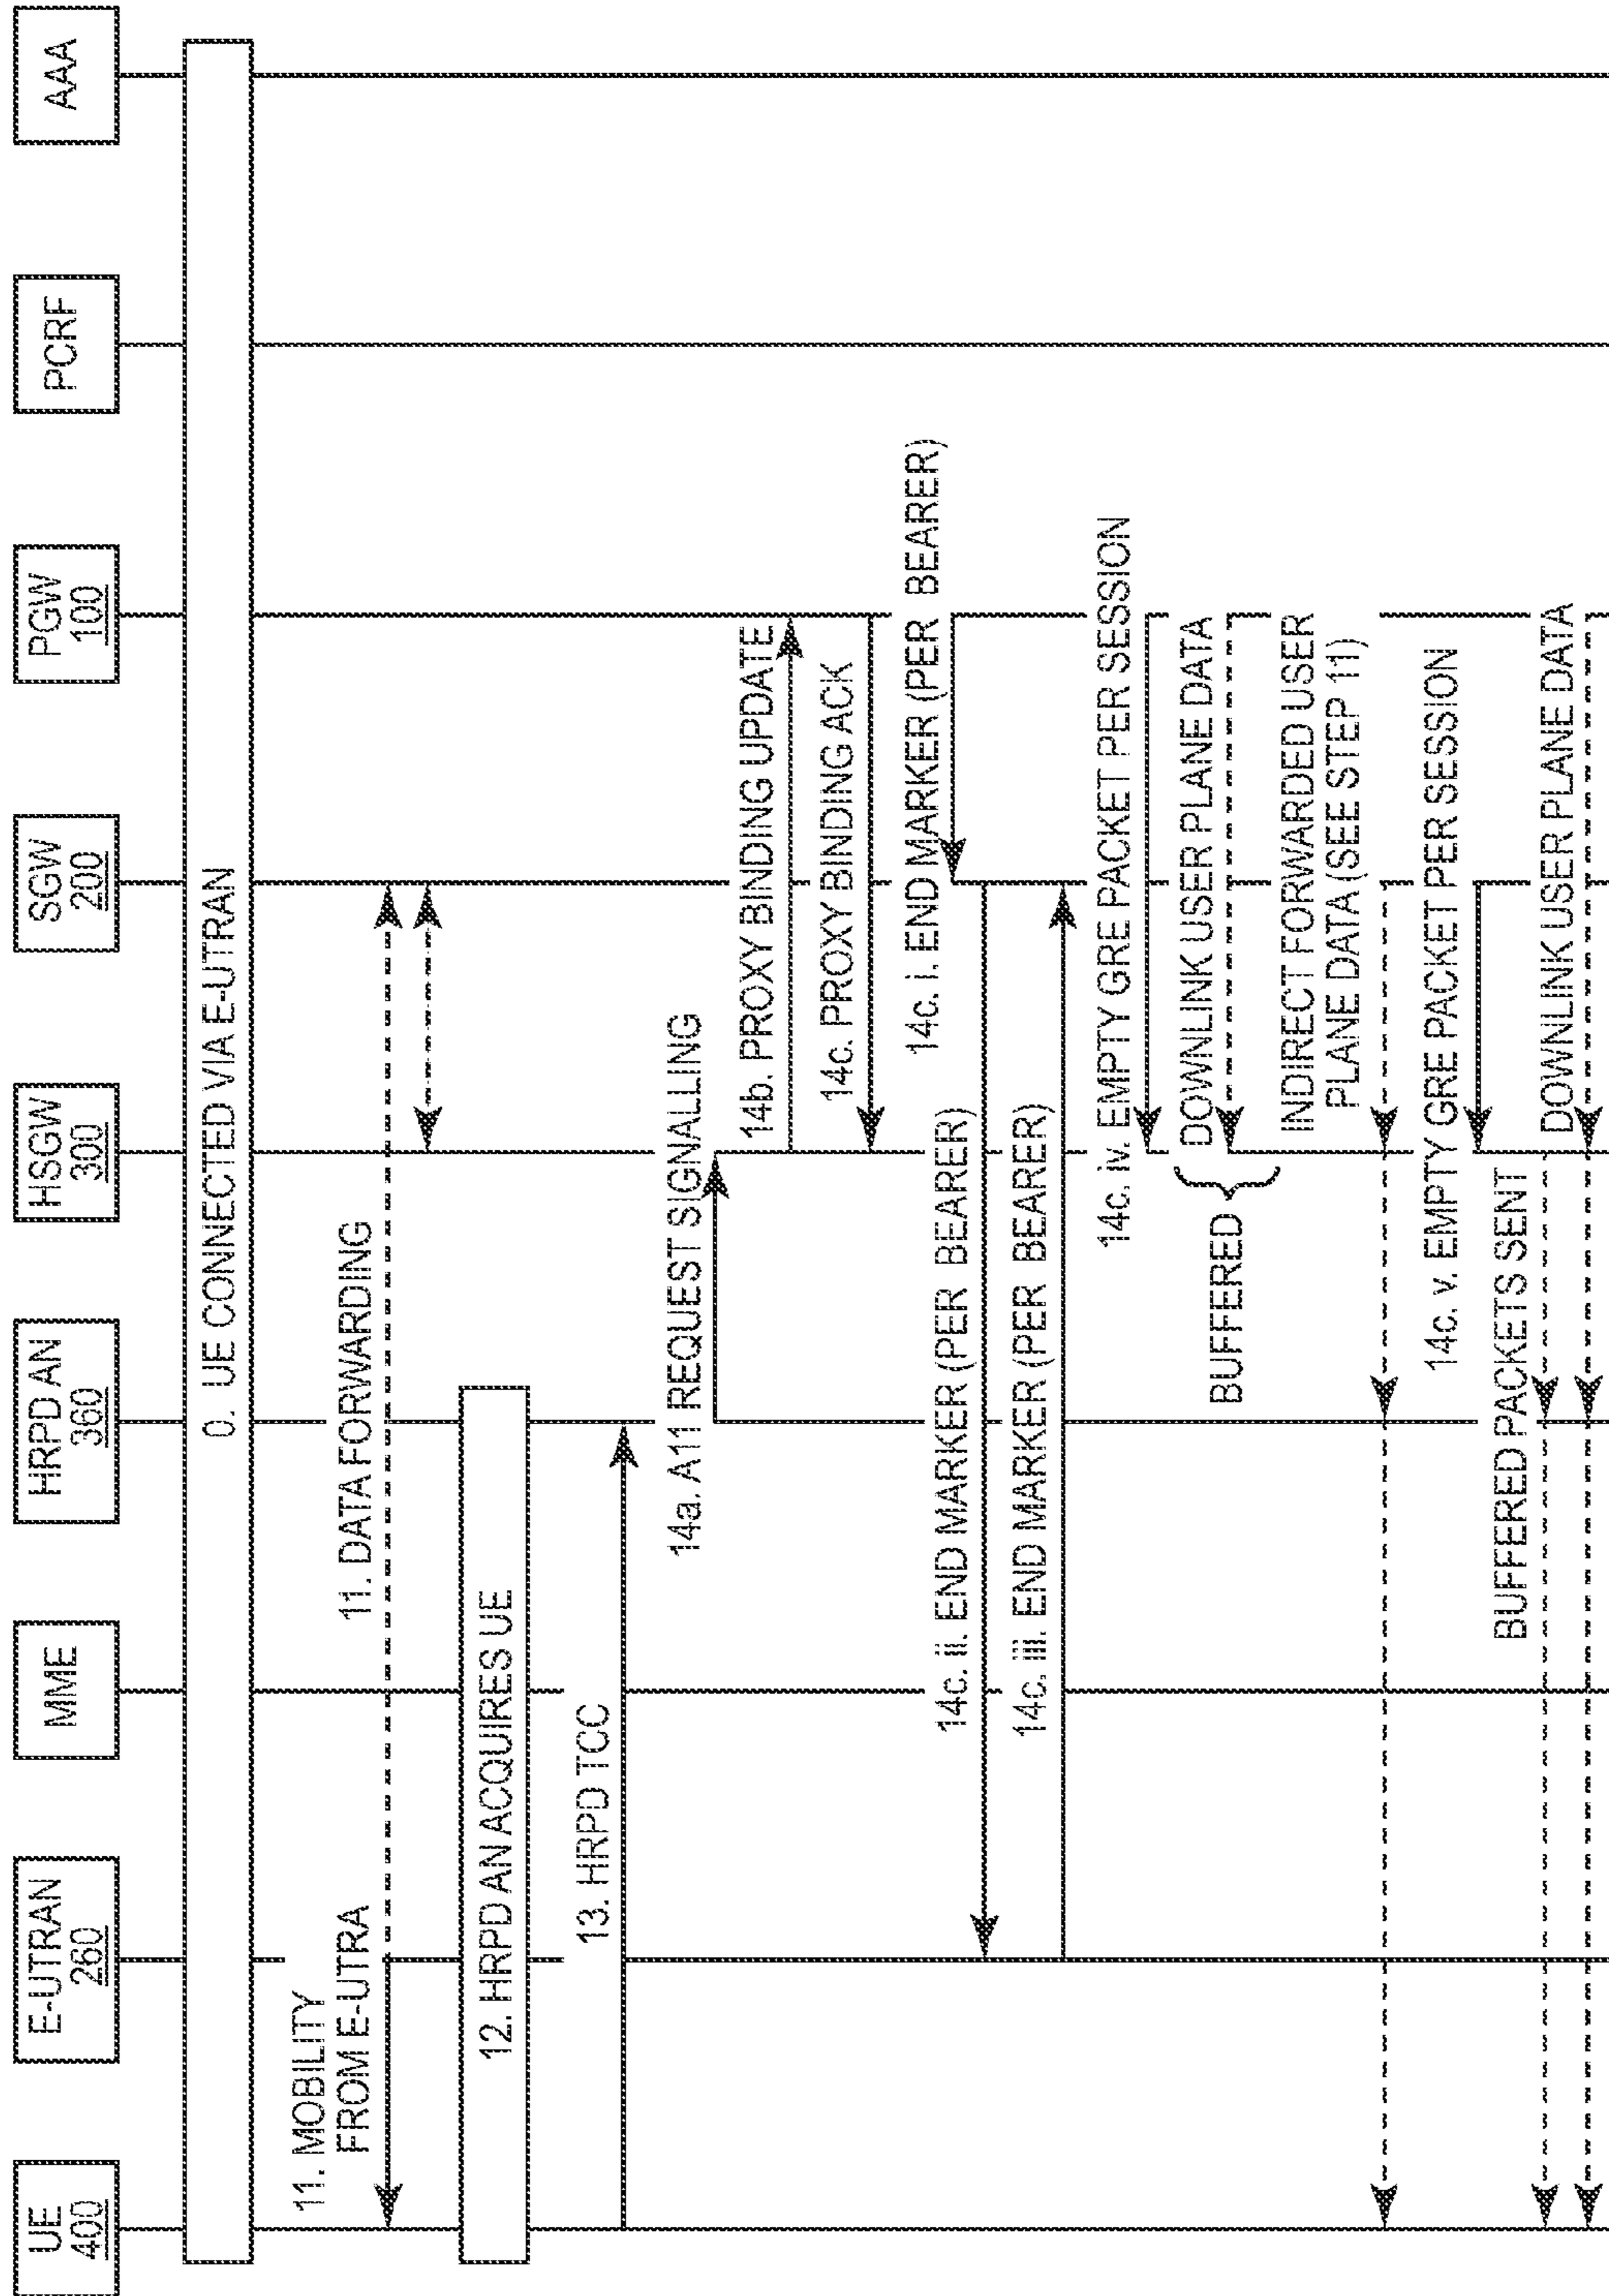 UE
400
E-UTRAN
260
MME
HRPD AN
360
HSGW
300
SGW
200
PGW
100
PCRF
AAA
0. UE CONNECTED VIA E-UTRAN
11. MOBILITY
FROM E-UTRA
11. DATA FORWARDING
12. HRPD AN ACQUIRES UE
13. HRPD TCC
14a. A11 REQUEST SIGNALLING
14b. PROXY BINDING UPDATE
14c. PROXY BINDING ACK
14c. i. END MARKER (PER BEARER)
14c. ii. END MARKER (PER BEARER)
14c. iii. END MARKER (PER BEARER)
14c. iv. EMPTY GRE PACKET PER SESSION
DOWNLINK USER PLANE DATA
BUFFERED
INDIRECT FORWARDED USER
PLANE DATA (SEE STEP 11)
14c. v. EMPTY GRE PACKET PER SESSION
BUFFERED PACKETS SENT
DOWNLINK USER PLANE DATA